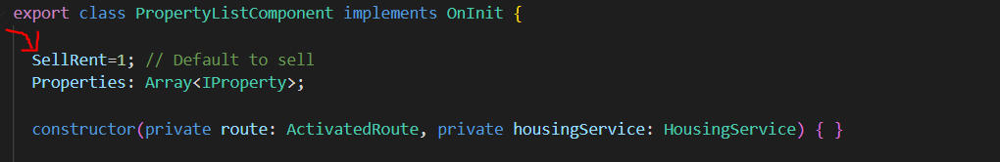 export class PropertyListComponent implements OnInit {
SellRent=1; // Default to sell
Properties: Array<IProperty>;
constructor(private route: ActivatedRoute, private housingService: HousingService) { }